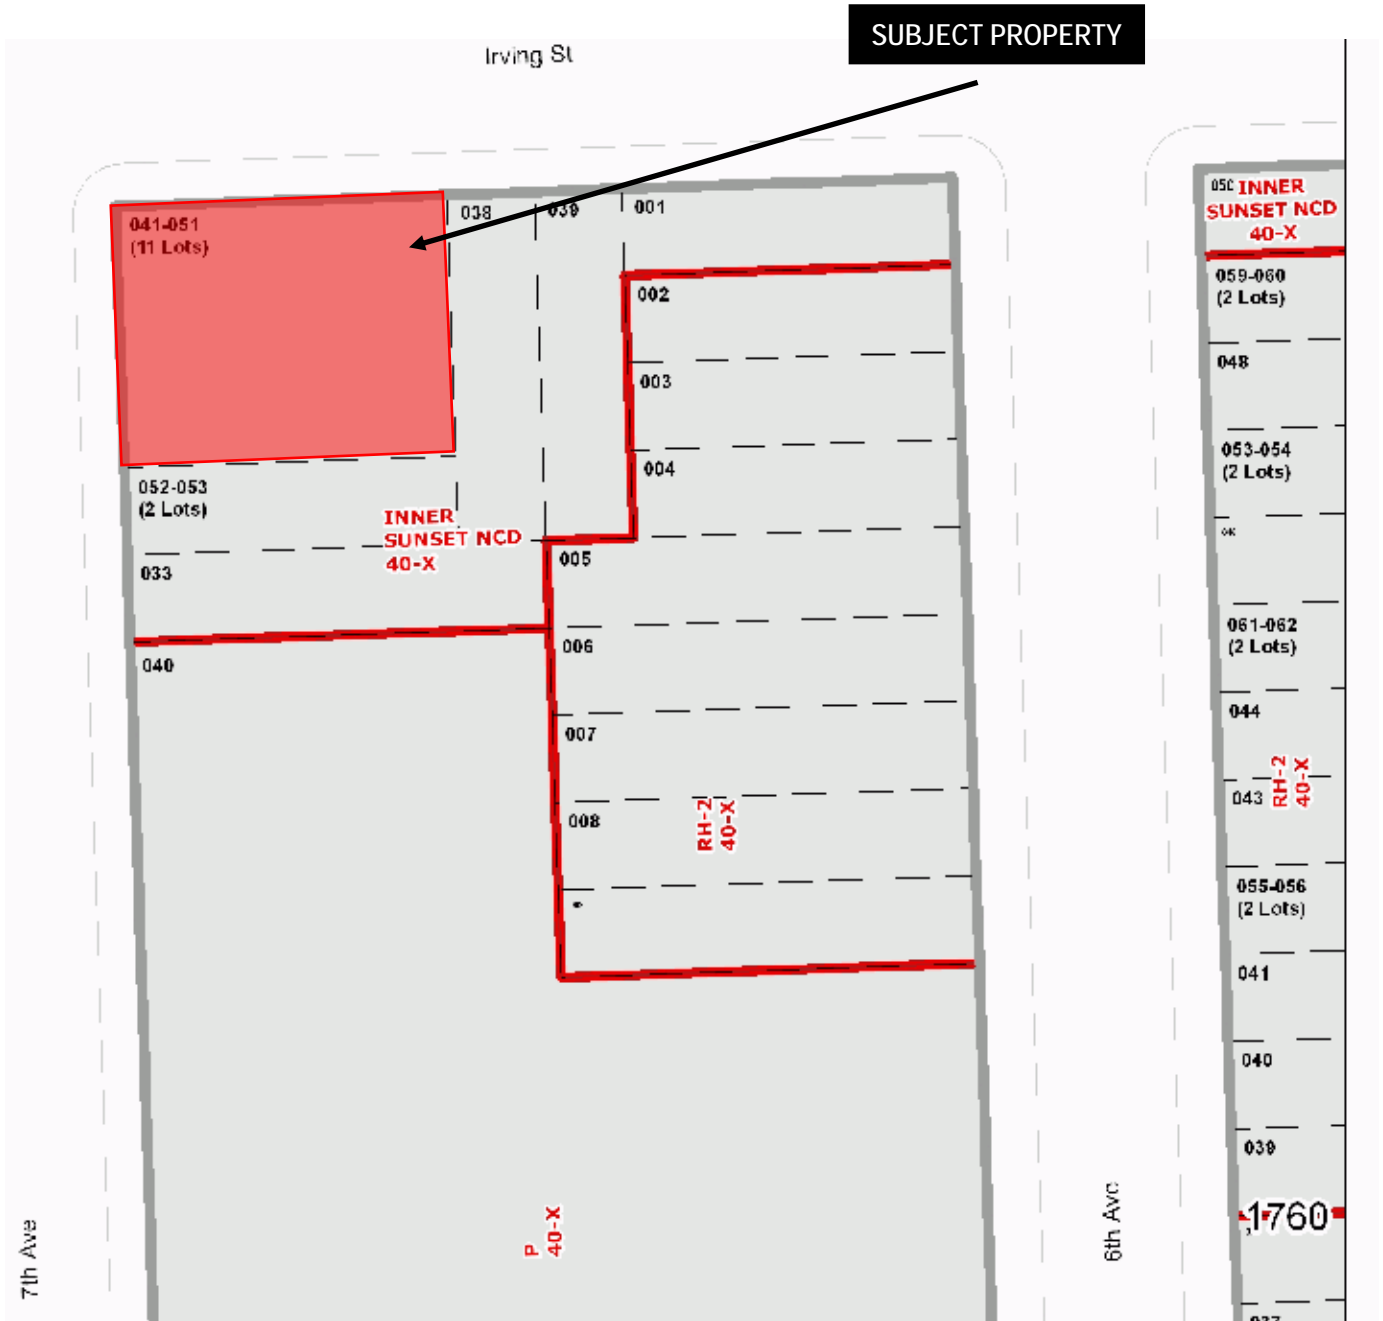 SUBJECT PROPERTY
Irving St
041-051
(11 Lots)
038
039
001
002
003
004
052-053
(2 Lots)
INNER
SUNSET NCD
40-X
033
005
040
006
007
008
RH-2
40-X
P
40-X
7th Ave
6th Ave
INNER
SUNSET NCD
40-X
059-060
(2 Lots)
048
053-054
(2 Lots)
061-062
(2 Lots)
044
043
RH-2
40-X
055-056
(2 Lots)
041
040
039
1760